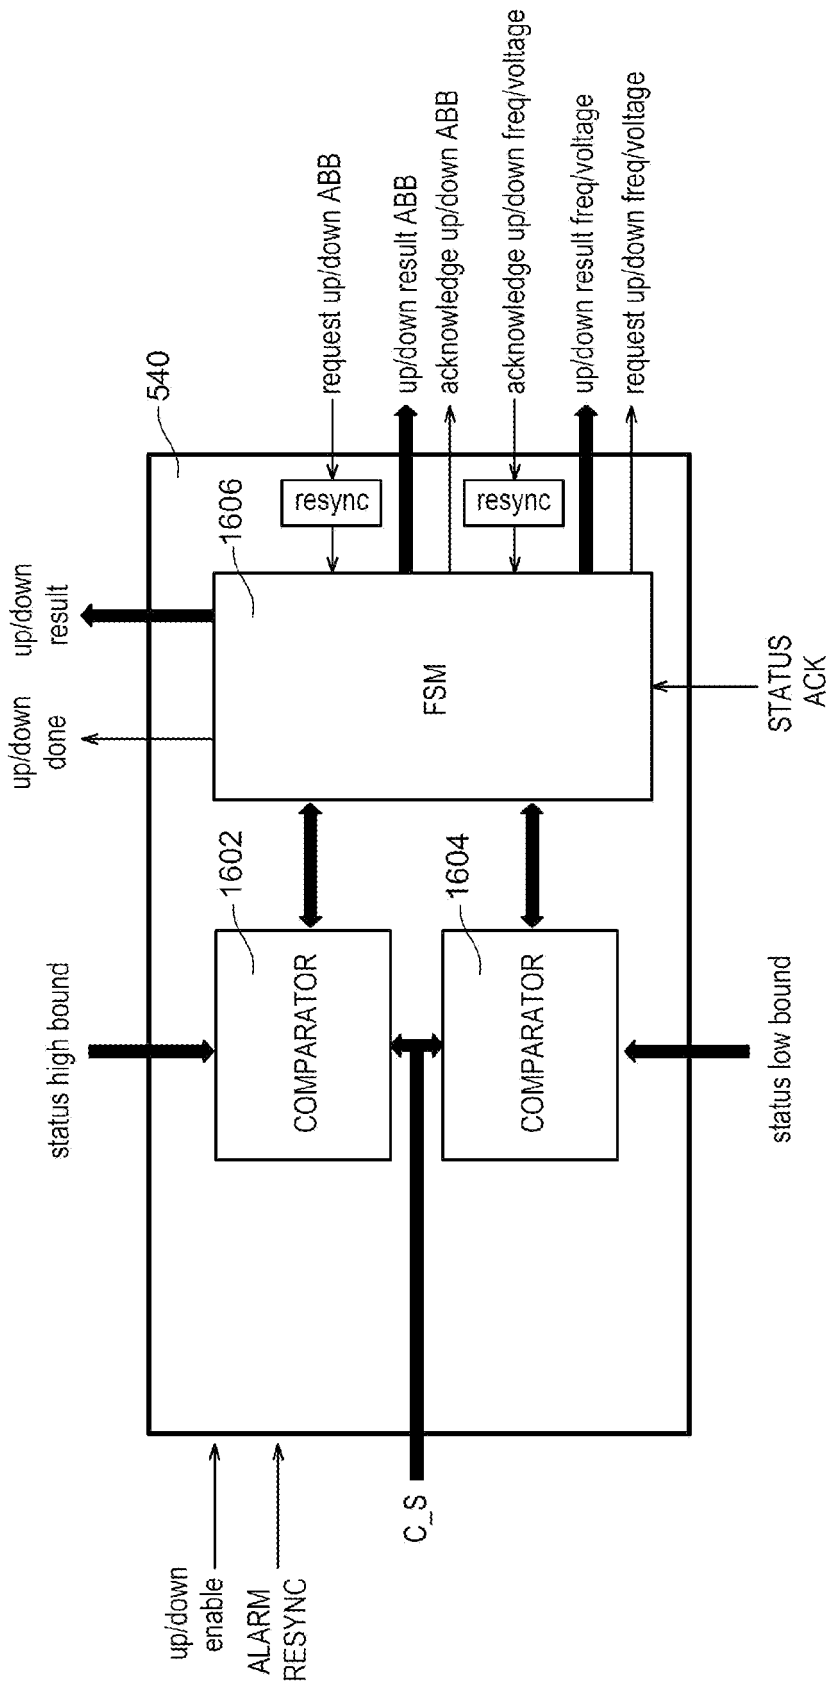 up/down
enable
ALARM
RESYNC
C_S
status high bound
status low bound
COMPARATOR
1602
COMPARATOR
1604
up/down
done
up/down
result
FSM
1606
STATUS
ACK
540
resync
resync
request up/down ABB
up/down result ABB
acknowledge up/down ABB
acknowledge up/down freq/voltage
up/down result freq/voltage
request up/down freq/voltage